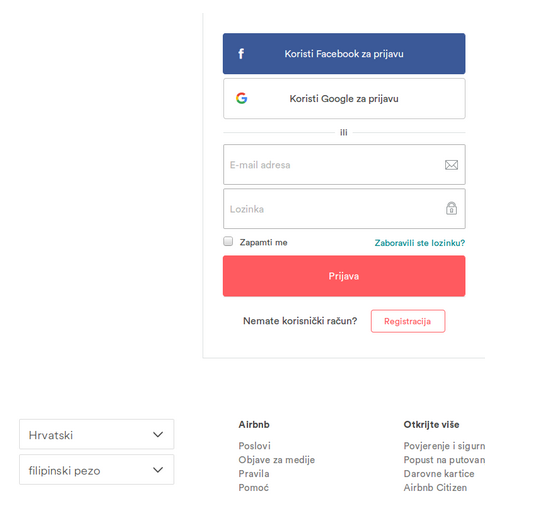 Koristi Facebook za prijavu
Koristi Google za prijavu
ili
E-mail adresa
Lozinka
Zapamti me
Zaboravili ste lozinku?
Prijava
Nemate korisnički račun?
Registracija
Hrvatski
filipinski pezo
Airbnb
Poslovi
Objave za medije
Pravila
Pomoć
Otkrijte više
Povjerenje i sigurn
Popust na putovan
Darovne kartice
Airbnb Citizen